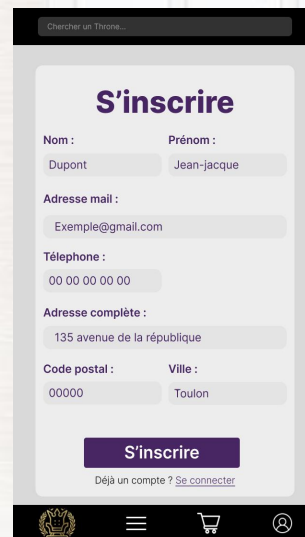 Chercher un Throne...
S'inscrire
Nom :
Prénom :
Dupont
Jean-jacque
Adresse mail :
Exemple@gmail.com
Télephone :
00 00 00 00 00
Adresse complète :
135 avenue de la république
Code postal :
Ville :
00000
Toulon
S'inscrire
Déjà un compte ? Se connecter